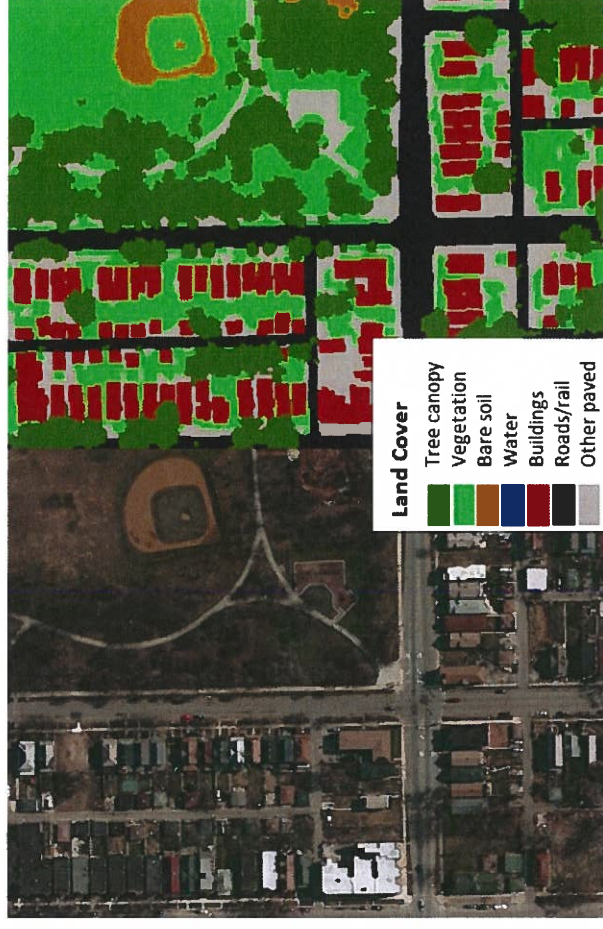 Land Cover
Tree canopy
Vegetation
Bare soil
Water
Buildings
Roads/rail
Other paved